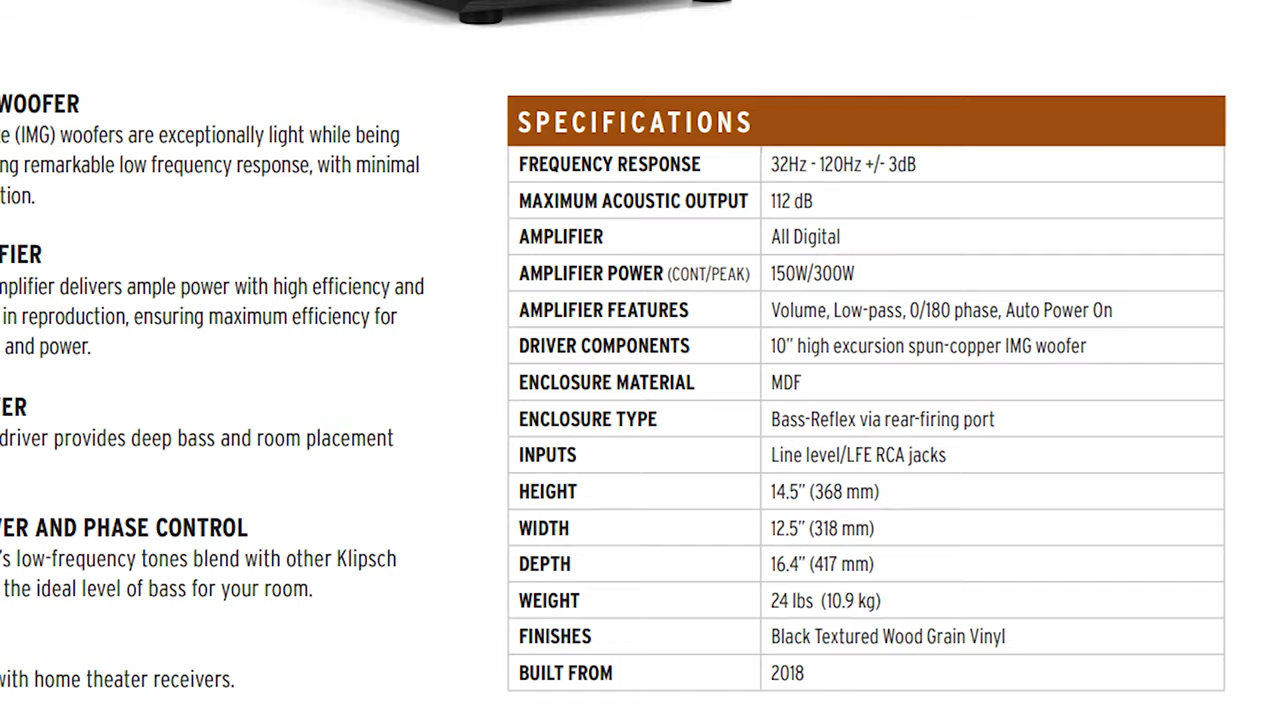 WOOFER
(IMG) woofers are exceptionally light while being
remarkable low frequency response, with minimal
FIER
delivers ample power with high efficiency and
in reproduction, ensuring maximum efficiency for
and power.
driver provides deep bass and room placement
AND PHASE CONTROL
's low-frequency tones blend with other Klipsch
the ideal level of bass for your room.
with home theater receivers.
SPECIFICATIONS
FREQUENCY RESPONSE 32Hz - 120Hz +/- 3dB
MAXIMUM ACOUSTIC OUTPUT 112 dB
AMPLIFIER All Digital
AMPLIFIER POWER (CONT/PEAK) 150W/300W
AMPLIFIER FEATURES Volume, Low-pass, 0/180 phase, Auto Power On
DRIVER COMPONENTS 10” high excursion spun-copper IMG woofer
ENCLOSURE MATERIAL MDF
ENCLOSURE TYPE Bass-Reflex via rear-firing port
INPUTS Line level/LFE RCA jacks
HEIGHT 14.5” (368 mm)
WIDTH 12.5” (318 mm)
DEPTH 16.4” (417 mm)
WEIGHT 24 lbs (10.9 kg)
FINISHES Black Textured Wood Grain Vinyl
BUILT FROM 2018